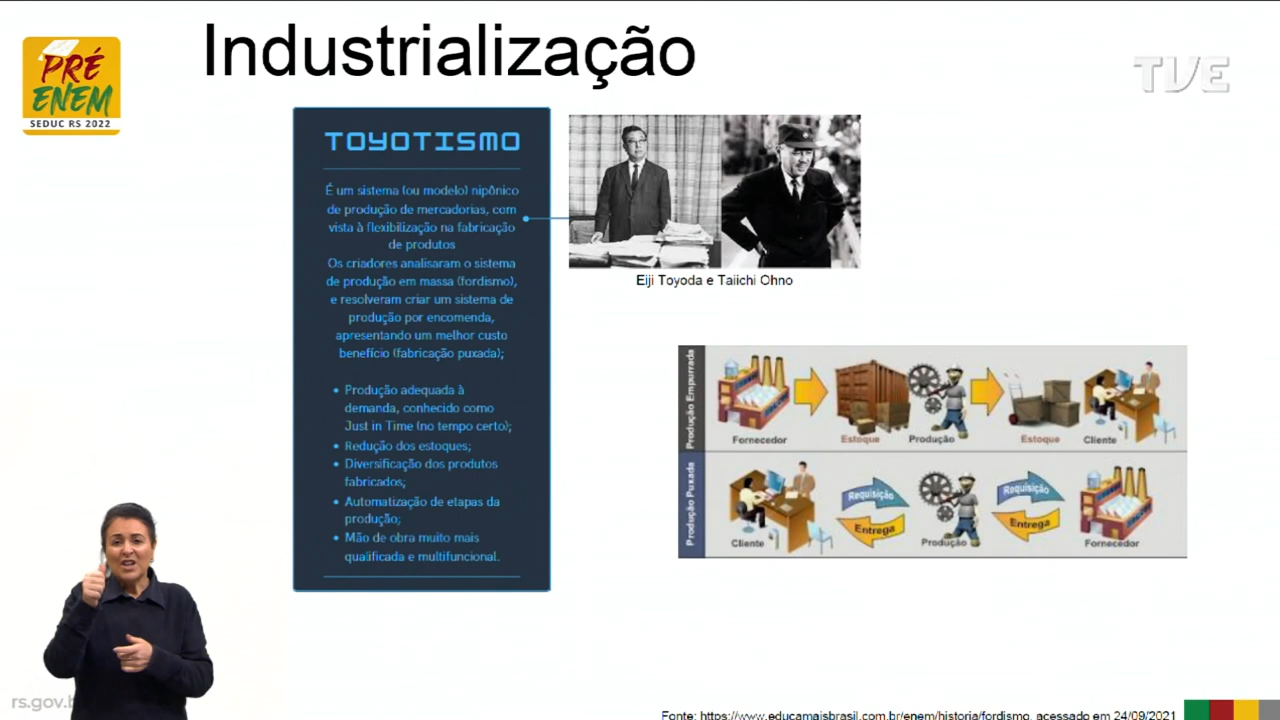 Industrialização
PRÉ
ENEM
SEDUC RS 2022
TVE
TOYOTISMO
É um sistema (ou modelo) nipônico
de produção de mercadorias, com
vista à flexibilização na fabricação
de produtos
Os criadores analisaram o sistema
de produção em massa (fordismo),
e resolveram criar um sistema de
produção por encomenda,
apresentando um melhor custo
benefício (fabricação puxada);
• Produção adequada à
demanda, conhecido como
Just in Time (no tempo certo);
• Redução dos estoques;
• Diversificação dos produtos
fabricados;
• Automatização de etapas da
produção;
• Mão de obra muito mais
qualificada e multifuncional.
Eiji Toyoda e Taiichi Ohno
Produção Empurrada
Fornecedor
Estoque
Produção
Estoque
Cliente
Produção Puxada
Cliente
Requisição
Entrega
Produção
Requisição
Entrega
Fornecedor
rs.gov.b
Fonte: https://www.educamaisbrasil.com.br/enem/historia/fordismo, acessado em 24/09/2021